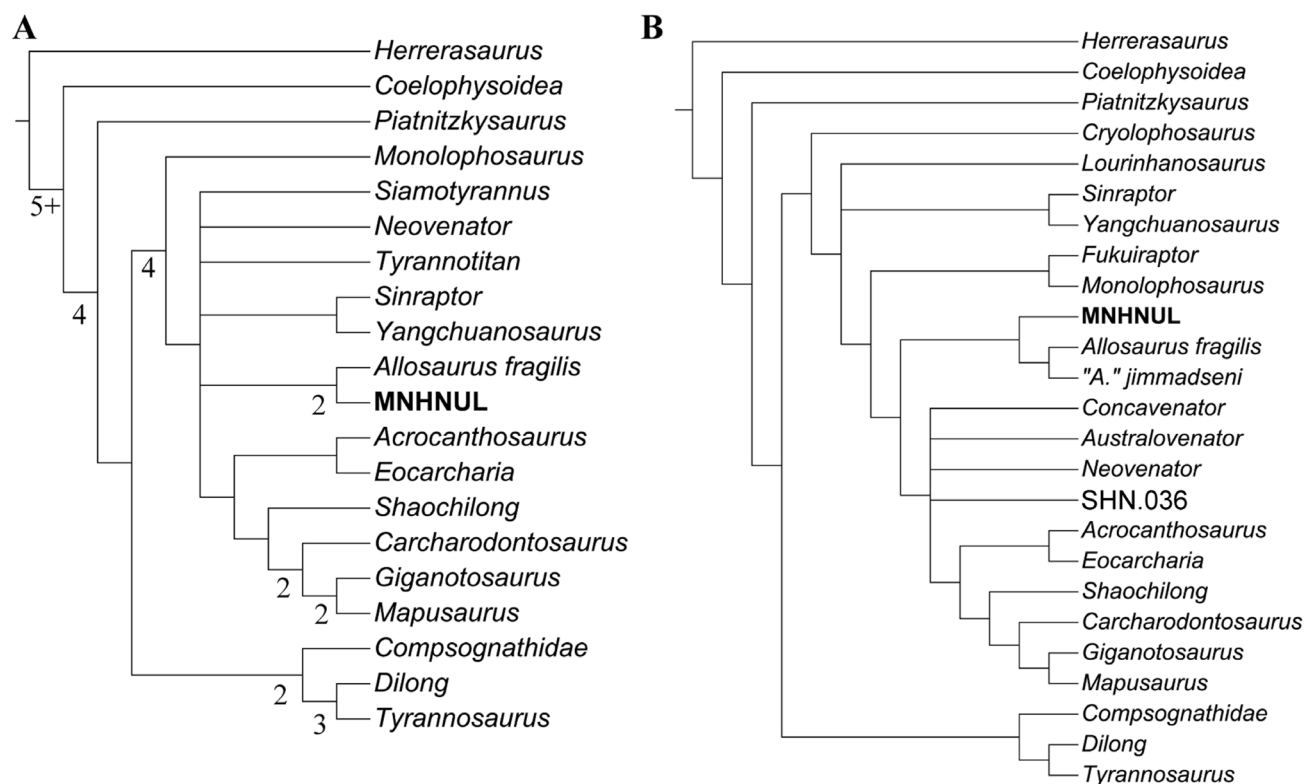 A
Herrerasaurus
Coelophysoidea
Piatnitzkysaurus
Monolophosaurus
Siamotyrannus
5+
Neovenator
4
Tyrannotitan
4
Sinraptor
Yangchuanosaurus
Allosaurus fragilis
2
MNHNUL
Acrocanthosaurus
Eocarcharia
Shaochilong
Carcharodontosaurus
2
Giganotosaurus
2
Mapusaurus
Compsognathidae
2
Dilong
3
Tyrannosaurus
B
Herrerasaurus
Coelophysoidea
Piatnitzkysaurus
Cryolophosaurus
Lourinhanosaurus
Sinraptor
Yangchuanosaurus
Fukuiraptor
Monolophosaurus
MNHNUL
Allosaurus fragilis
"A." jimmadseni
Concavenator
Australovenator
Neovenator
SHN.036
Acrocanthosaurus
Eocarcharia
Shaochilong
Carcharodontosaurus
Giganotosaurus
Mapusaurus
Compsognathidae
Dilong
Tyrannosaurus